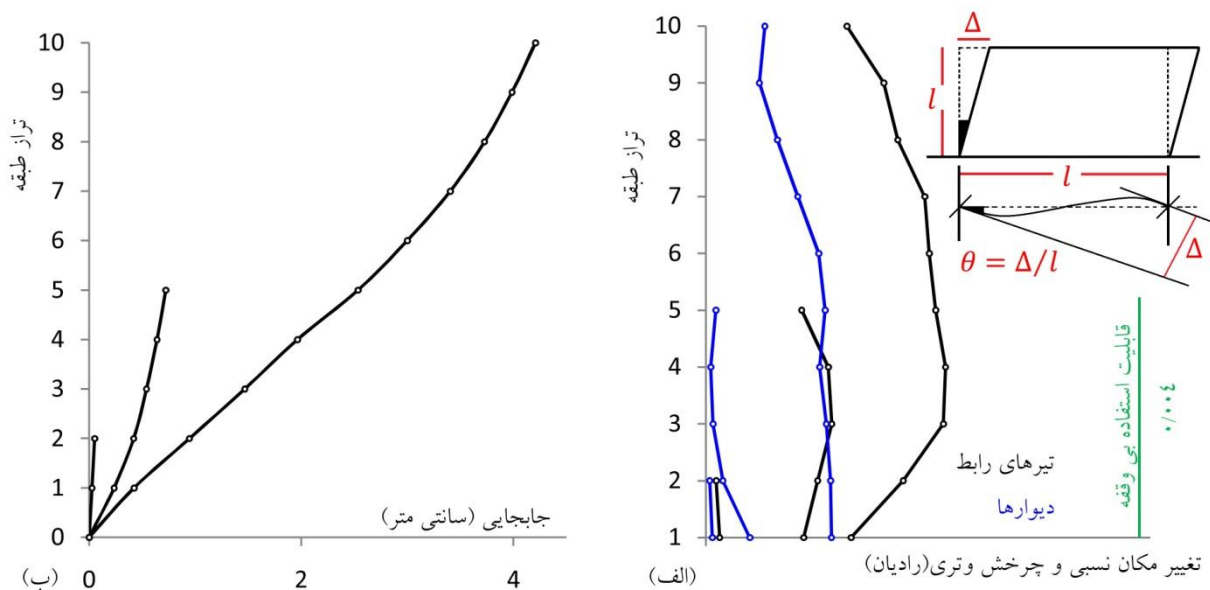 10
9
8
7
6
5
4
3
2
1
0
تراز طبقه
جابجایی (سانتی متر)
0 2 4
(ب)
10
9
8
7
6
5
4
3
2
1
تراز طبقه
Δ
l
l
Δ
θ = Δ/l
قابلیت استفاده بی وقفه
۰/۰۰٤
تیرهای رابط
دیوارها
تغییر مکان نسبی و چرخش وتری(رادیان)
(الف)